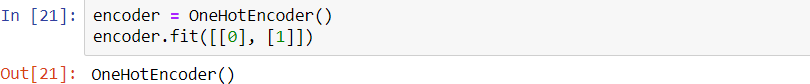 In [21]: encoder = OneHotEncoder()
encoder.fit([[0], [1]])
Out[21]: OneHotEncoder()